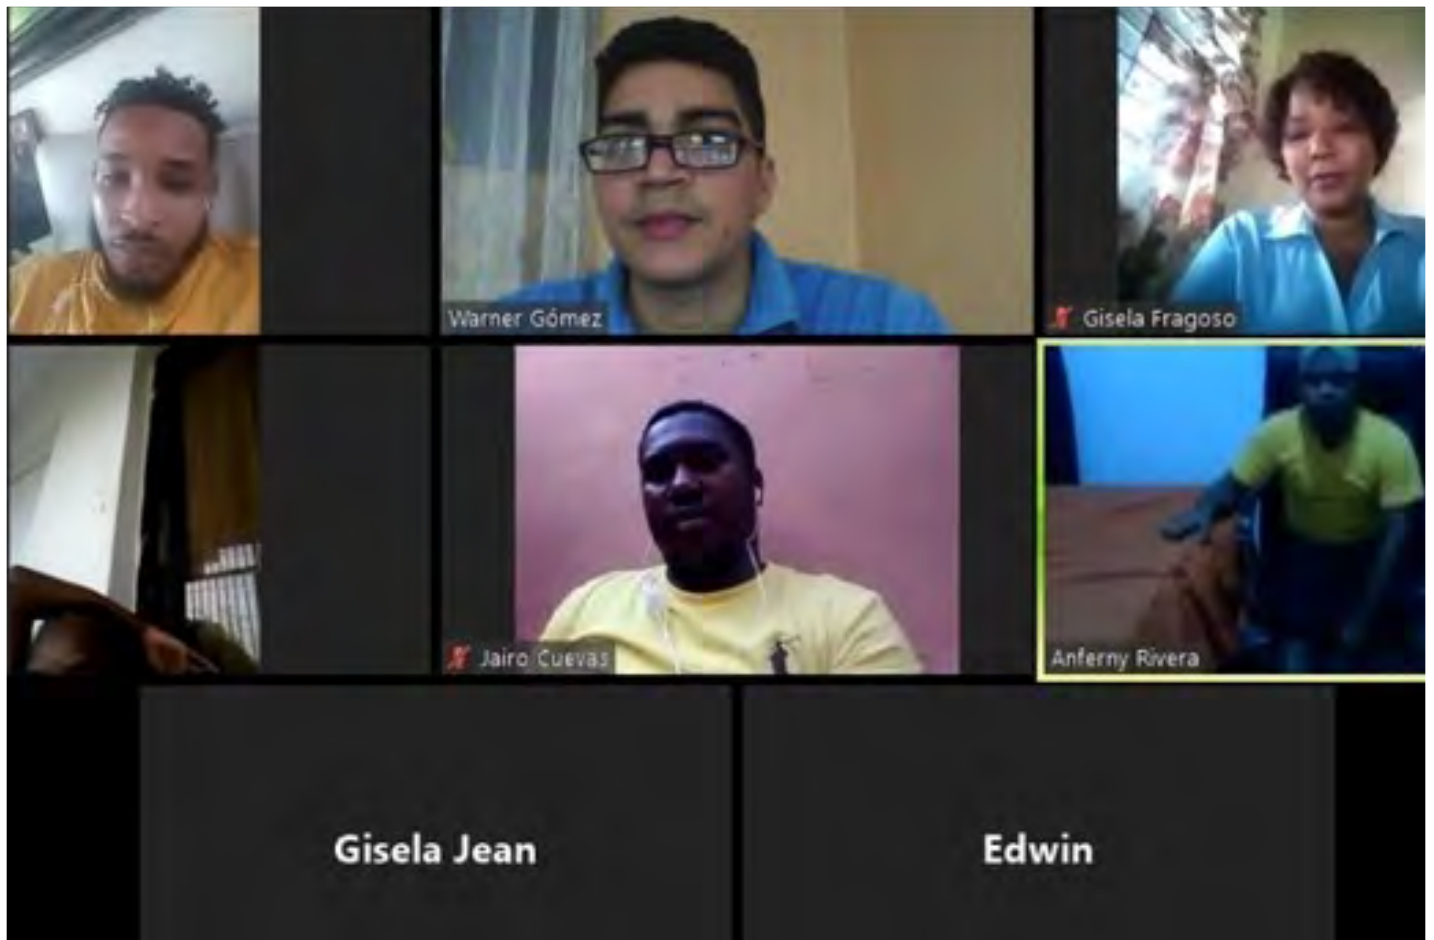 Warner Gómez
Gisela Fragoso
Jairo Cuevas
Anferny Rivera
Gisela Jean
Edwin